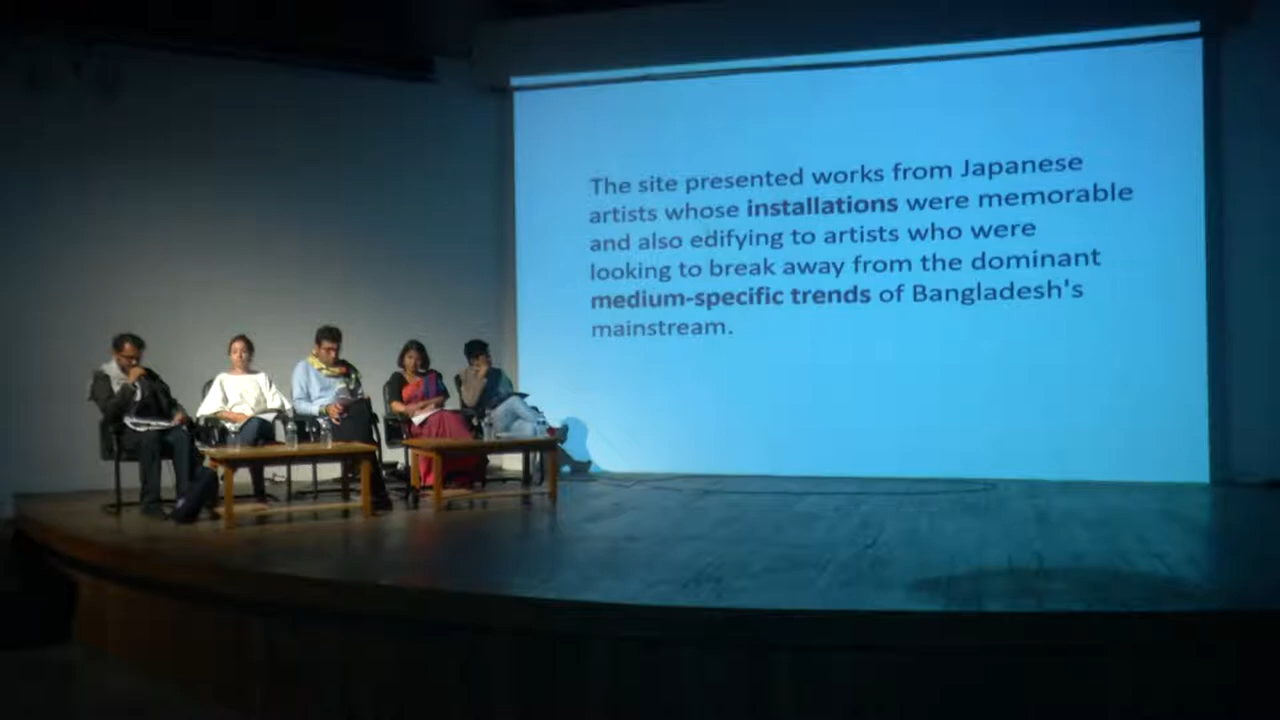 The site presented works from Japanese
artists whose installations were memorable
and also edifying to artists who were
looking to break away from the dominant
medium-specific trends of Bangladesh's
mainstream.